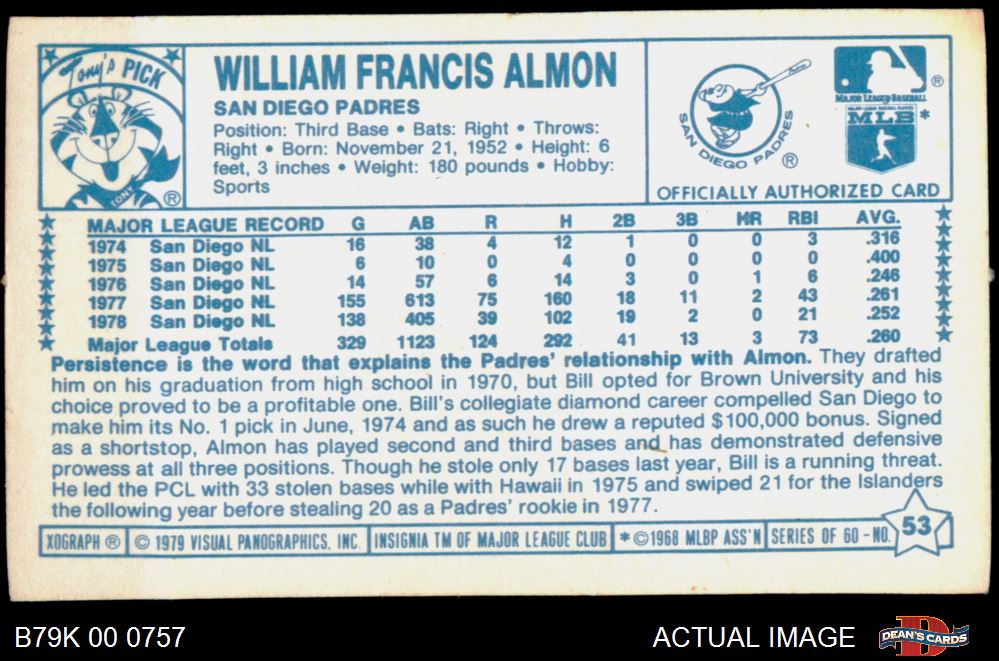 Tony's PICK
TONY
®
WILLIAM FRANCIS ALMON
SAN DIEGO PADRES
Position: Third Base • Bats: Right • Throws:
Right • Born: November 21, 1952 • Height: 6
feet, 3 inches • Weight: 180 pounds • Hobby:
Sports
SAN DIEGO PADRES ®
®
MAJOR LEAGUE BASEBALL
MAJOR LEAGUE BASEBALL PLAYERS
MLB *
OFFICIALLY AUTHORIZED CARD
MAJOR LEAGUE RECORD G AB R H 2B 3B HR RBI AVG.
1974 San Diego NL 16 38 4 12 1 0 0 3 .316
1975 San Diego NL 6 10 0 4 0 0 0 0 .400
1976 San Diego NL 14 57 6 14 3 0 1 6 .246
1977 San Diego NL 155 613 75 160 18 11 2 43 .261
1978 San Diego NL 138 405 39 102 19 2 0 21 .252
Major League Totals 329 1123 124 292 41 13 3 73 .260
Persistence is the word that explains the Padres' relationship with Almon. They drafted
him on his graduation from high school in 1970, but Bill opted for Brown University and his
choice proved to be a profitable one. Bill's collegiate diamond career compelled San Diego to
make him its No. 1 pick in June, 1974 and as such he drew a reputed $100,000 bonus. Signed
as a shortstop, Almon has played second and third bases and has demonstrated defensive
prowess at all three positions. Though he stole only 17 bases last year, Bill is a running threat.
He led the PCL with 33 stolen bases while with Hawaii in 1975 and swiped 21 for the Islanders
the following year before stealing 20 as a Padres' rookie in 1977.
XOGRAPH ® © 1979 VISUAL PANOGRAPHICS, INC. INSIGNIA TM OF MAJOR LEAGUE CLUB * ©1968 MLBP ASS'N SERIES OF 60 - NO. 53
B79K 00 0757
ACTUAL IMAGE
D
DEAN'S CARDS